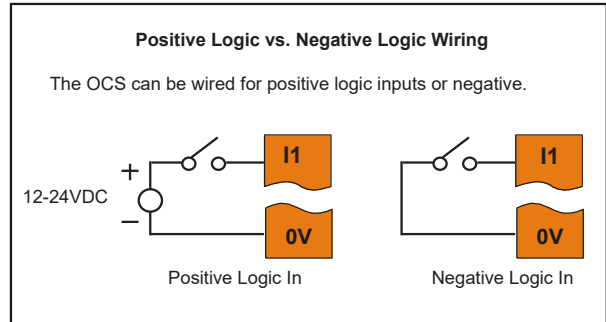 Positive Logic vs. Negative Logic Wiring
The OCS can be wired for positive logic inputs or negative.
I1
I1
+
12-24VDC
−
0V
0V
Positive Logic In
Negative Logic In